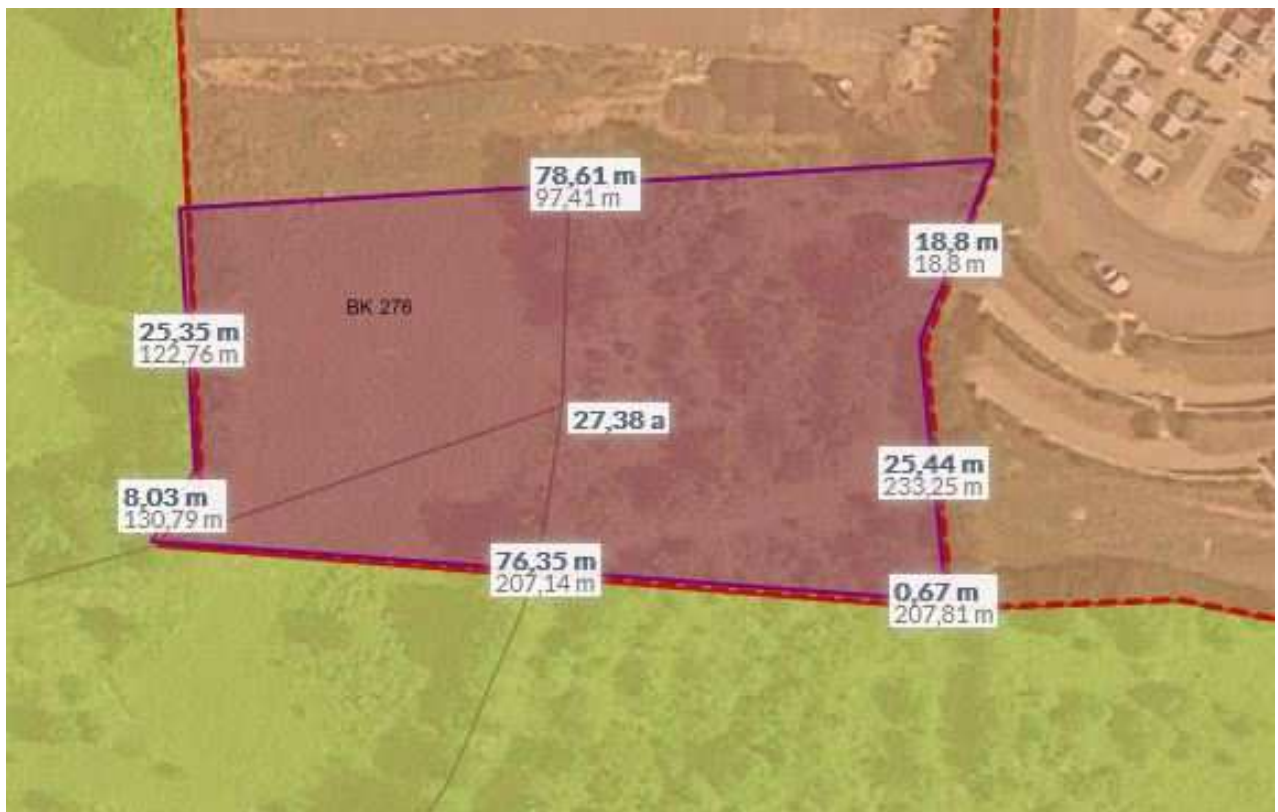 78,61 m
97,41 m
18,8 m
18,8 m
BK 276
25,35 m
122,76 m
27,38 a
25,44 m
233,25 m
8,03 m
130,79 m
76,35 m
207,14 m
0,67 m
207,81 m